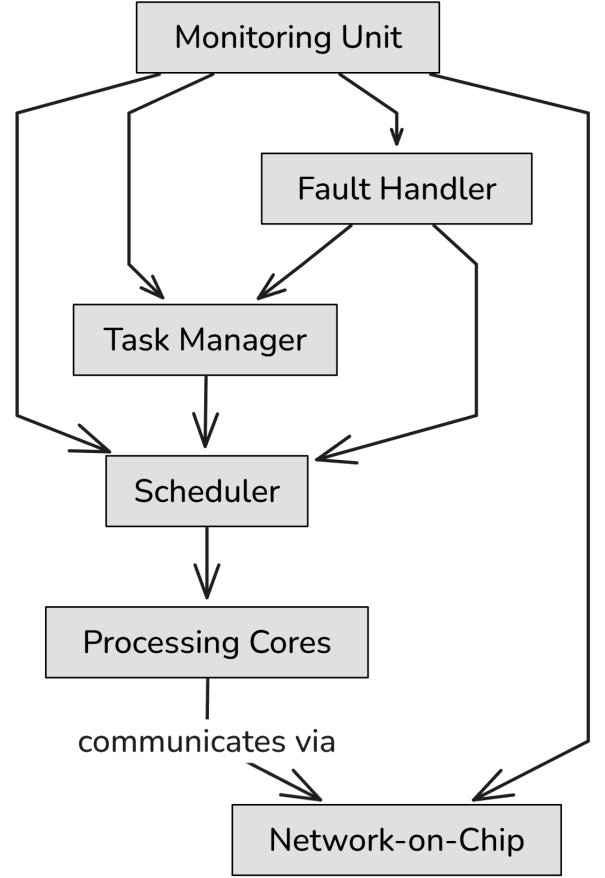 Monitoring Unit
Fault Handler
Task Manager
Scheduler
Processing Cores
communicates via
Network-on-Chip